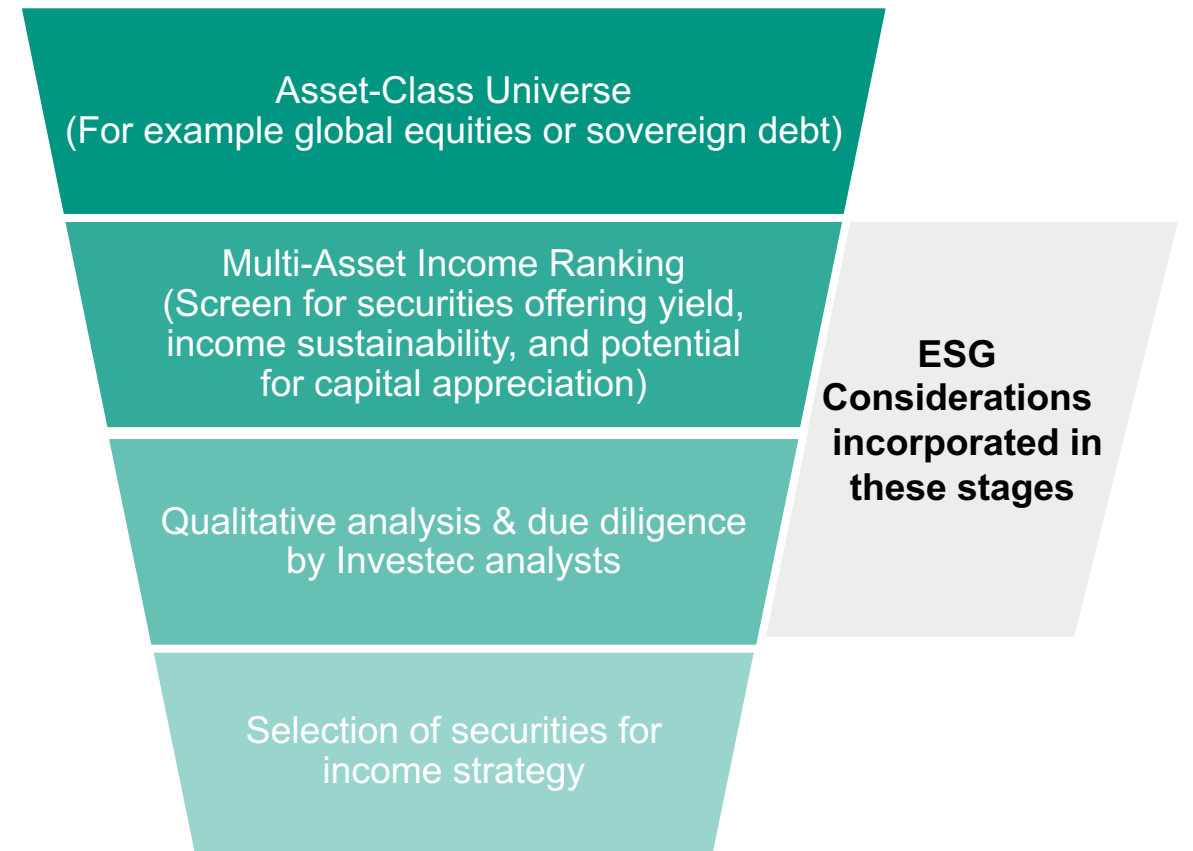 Asset-Class Universe
(For example global equities or sovereign debt)
Multi-Asset Income Ranking
(Screen for securities offering yield,
income sustainability, and potential
for capital appreciation)
ESG
Considerations
incorporated in
these stages
Qualitative analysis & due diligence
by Investec analysts
Selection of securities for
income strategy